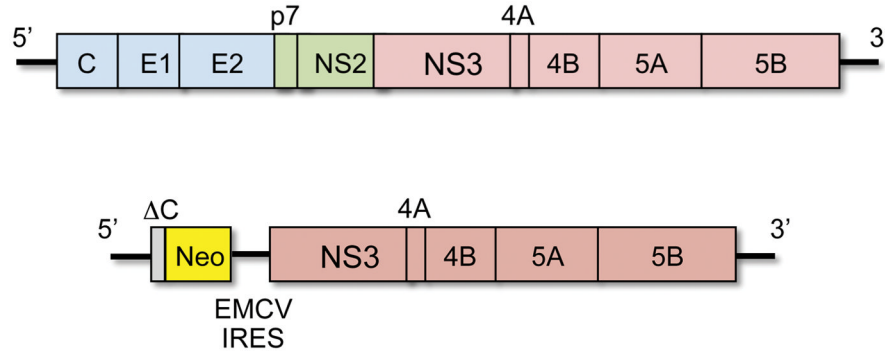 p7 4A
5’ 3
C E1 E2 NS2 NS3 4B 5A 5B
ΔC 4A
5’ 3’
Neo NS3 4B 5A 5B
EMCV
IRES